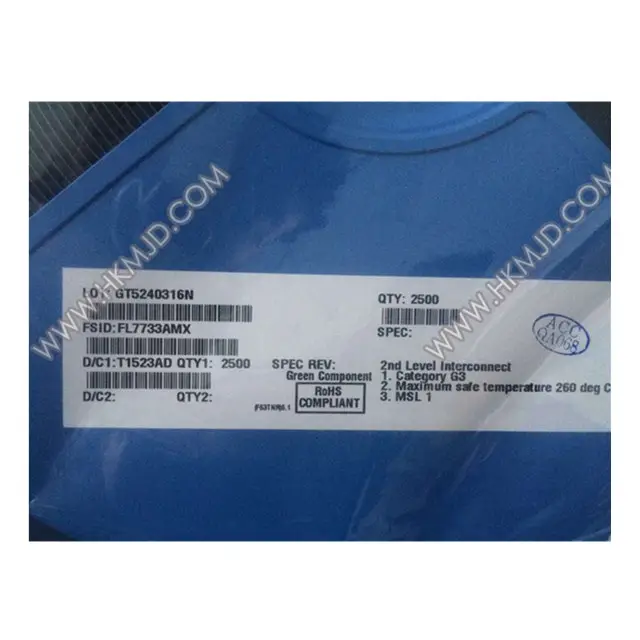 LOT: GT5240316N
QTY: 2500
FSID: FL7733AMX
SPEC:
D/C1: T1523AD QTY1: 2500
SPEC REV:
2nd Level Interconnect
Green Component
1. Category G3
2. Maximum safe temperature 260 deg C
3. MSL 1
D/C2: QTY2:
RoHS
COMPLIANT
ACC
QA068
WWW.HKMJD.COM
WWW.HKMJD.COM
WWW.HKMJD.COM